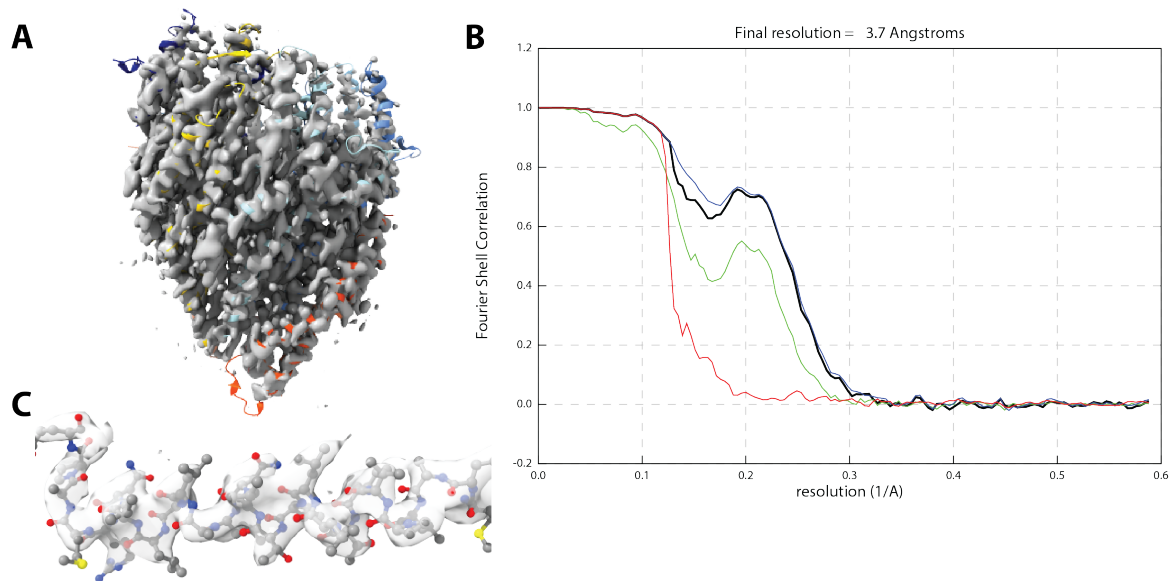 A
B
Final resolution = 3.7 Angstroms
Fourier Shell Correlation
1.2
1.0
0.8
0.6
0.4
0.2
0.0
-0.2
0.0 0.1 0.2 0.3 0.4 0.5 0.6
resolution (1/A)
C